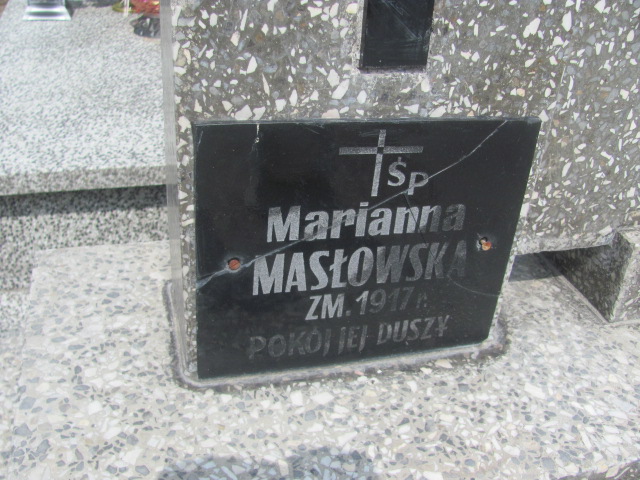 ŚP
Marianna
MASŁOWSKA
ZM. 1917 r.
POKÓJ JEJ DUSZY